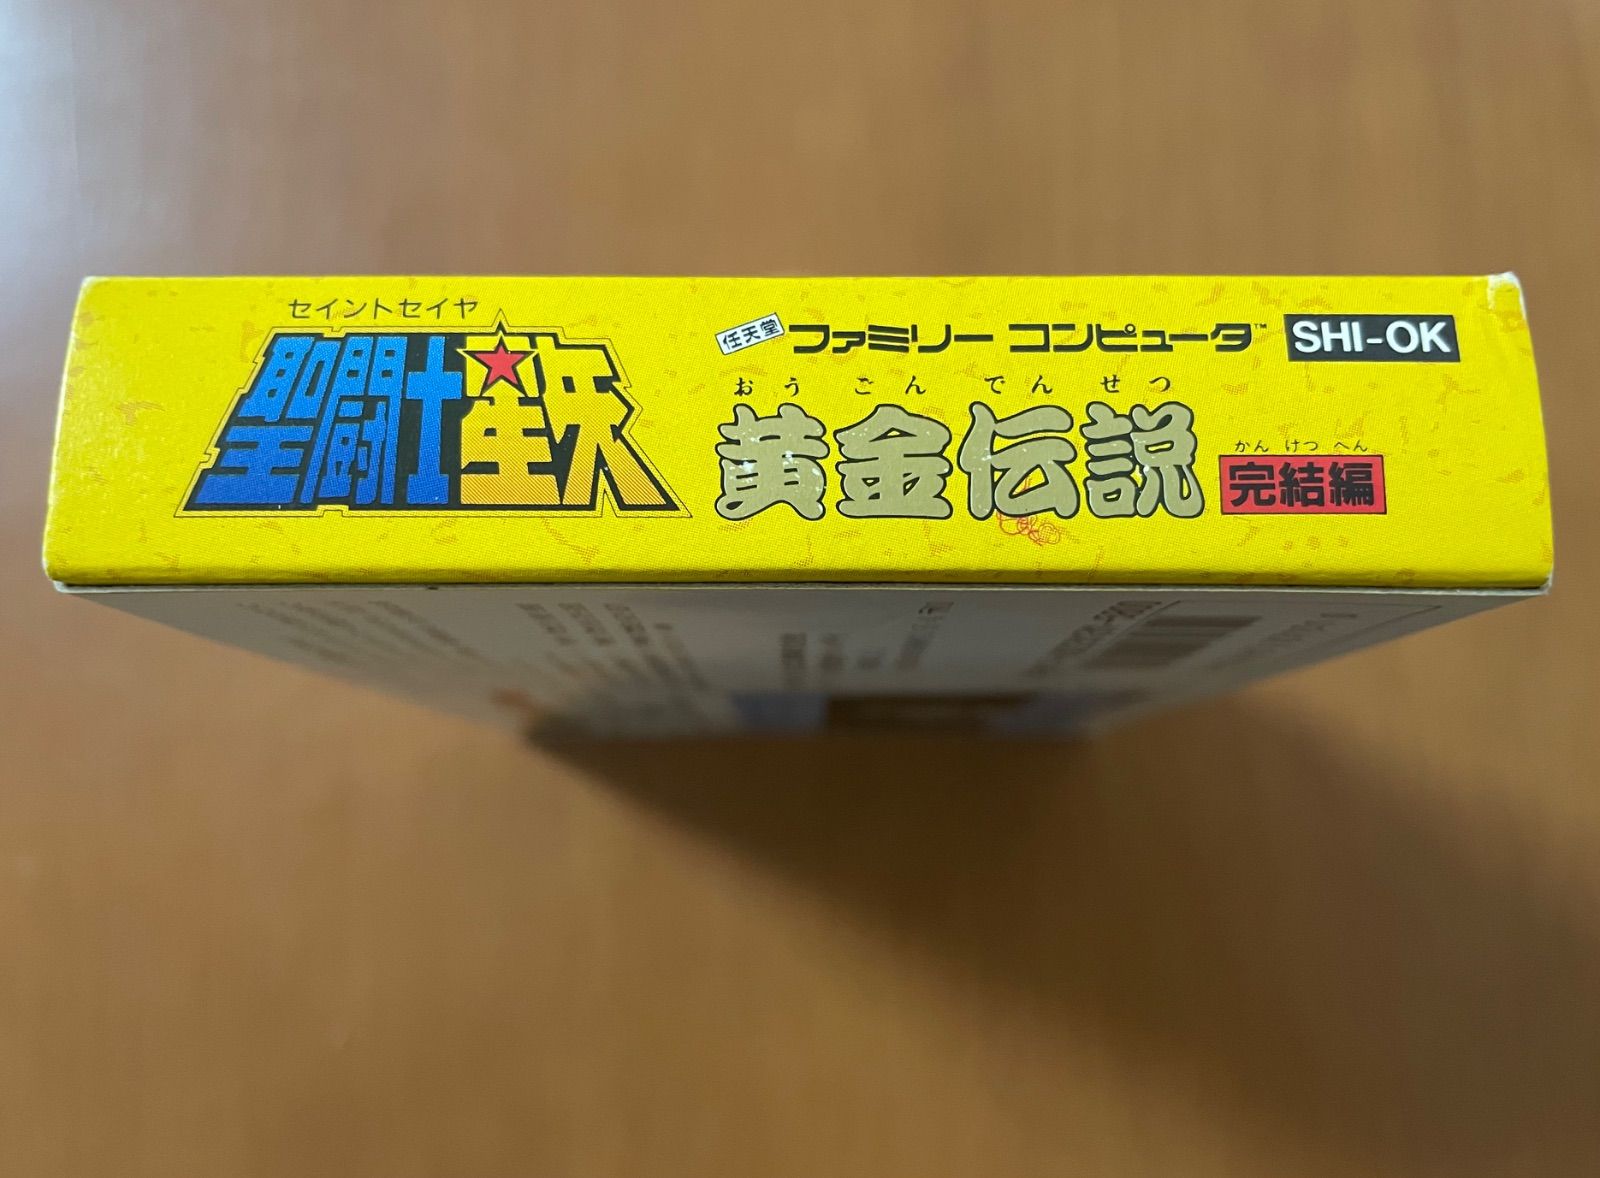 セイントセイヤ
聖闘士星矢
任天堂 ファミリー コンピュータ™ SHI-OK
おう ごん でん せつ
黄金伝説
かん けつ へん
完結編